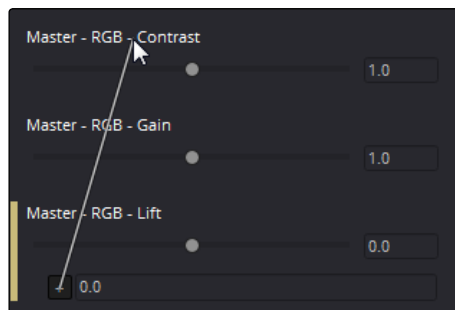 Master - RGB - Contrast
1.0
Master - RGB - Gain
1.0
Master - RGB - Lift
0.0
+ 0.0